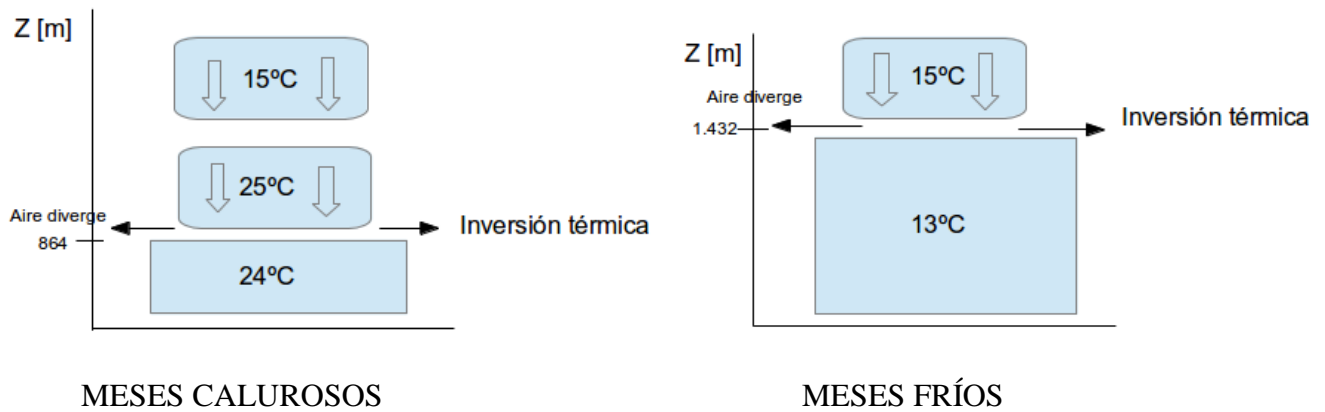 Z [m]
15ºC
25ºC
Aire diverge
Inversión térmica
864
24ºC
MESES CALUROSOS
Z [m]
15ºC
Aire diverge
Inversión térmica
1.432
13ºC
MESES FRÍOS